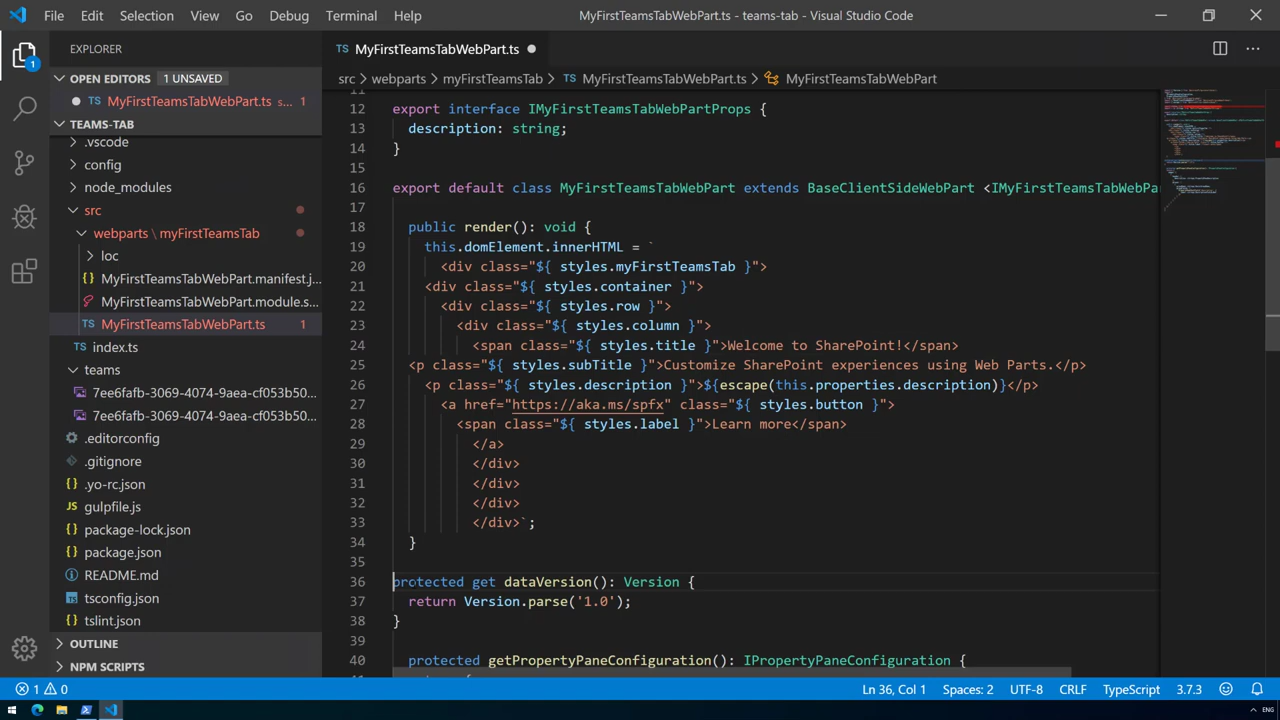 File Edit Selection View Go Debug Terminal Help MyFirstTeamsTabWebPart.ts - teams-tab - Visual Studio Code
EXPLORER
OPEN EDITORS 1 UNSAVED
MyFirstTeamsTabWebPart.ts s... 1
TEAMS-TAB
.vscode
config
node_modules
src
webparts \ myFirstTeamsTab
loc
MyFirstTeamsTabWebPart.manifest.j...
MyFirstTeamsTabWebPart.module.s...
TS MyFirstTeamsTabWebPart.ts 1
TS index.ts
teams
7ee6fafb-3069-4074-9aea-cf053b50...
7ee6fafb-3069-4074-9aea-cf053b50...
.editorconfig
.gitignore
{} .yo-rc.json
JS gulpfile.js
{} package-lock.json
{} package.json
README.md
tsconfig.json
{} tslint.json
OUTLINE
NPM SCRIPTS
TS MyFirstTeamsTabWebPart.ts
src > webparts > myFirstTeamsTab > TS MyFirstTeamsTabWebPart.ts > MyFirstTeamsTabWebPart
11
12 export interface IMyFirstTeamsTabWebPartProps {
13 description: string;
14 }
15
16 export default class MyFirstTeamsTabWebPart extends BaseClientSideWebPart <IMyFirstTeamsTabWebPa
17
18 public render(): void {
19 this.domElement.innerHTML = `
20 <div class="${ styles.myFirstTeamsTab }">
21 <div class="${ styles.container }">
22 <div class="${ styles.row }">
23 <div class="${ styles.column }">
24 <span class="${ styles.title }">Welcome to SharePoint!</span>
25 <p class="${ styles.subTitle }">Customize SharePoint experiences using Web Parts.</p>
26 <p class="${ styles.description }">${escape(this.properties.description)}</p>
27 <a href="https://aka.ms/spfx" class="${ styles.button }">
28 <span class="${ styles.label }">Learn more</span>
29 </a>
30 </div>
31 </div>
32 </div>
33 </div>`;
34 }
35
36 protected get dataVersion(): Version {
37 return Version.parse('1.0');
38 }
39
40 protected getPropertyPaneConfiguration(): IPropertyPaneConfiguration {
1 0 Ln 36, Col 1 Spaces: 2 UTF-8 CRLF TypeScript 3.7.3
ENG